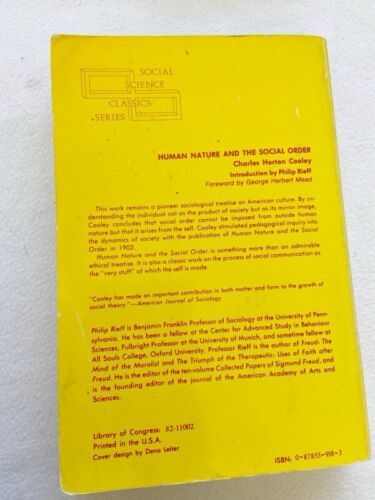 SOCIAL
SCIENCE
CLASSICS
SERIES
HUMAN NATURE AND THE SOCIAL ORDER
Charles Horton Cooley
Introduction by Philip Rieff
Foreword by George Herbert Mead
This work remains a pioneer sociological treatise on American culture. By un-
derstanding the individual not as the product of society but as its mirror image,
Cooley concludes that social order cannot be imposed from outside human
nature but that it arises from the self. Cooley stimulated pedagogical inquiry into
the dynamics of society with the publication of Human Nature and the Social
Order in 1902.
Human Nature and the Social Order is something more than an admirable
ethical treatise. It is also a classic work on the process of social communication as
the "very stuff" of which the self is made.
"Cooley has made an important contribution in both matter and form to the growth of
social theory."—American Journal of Sociology
Philip Rieff is Benjamin Franklin Professor of Sociology at the University of Penn-
sylvania. He has been a fellow at the Center for Advanced Study in Behaviour
Sciences, Fulbright Professor at the University of Munich, and sometime fellow at
All Souls College, Oxford University. Professor Rieff is the author of Freud: The
Mind of the Moralist and The Triumph of the Therapeutic: Uses of Faith after
Freud. He is the editor of the ten-volume Collected Papers of Sigmund Freud, and
is the founding editor of the journal of the American Academy of Arts and
Sciences.
Library of Congress: 82-11002
Printed in the U.S.A.
Cover design by Dena Leiter
ISBN: 0-87855-918-3